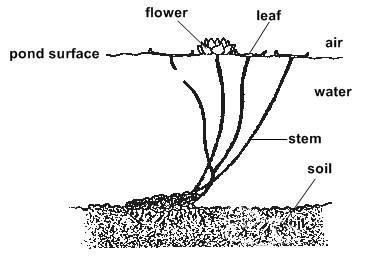 flower
leaf
air
pond surface
water
stem
soil